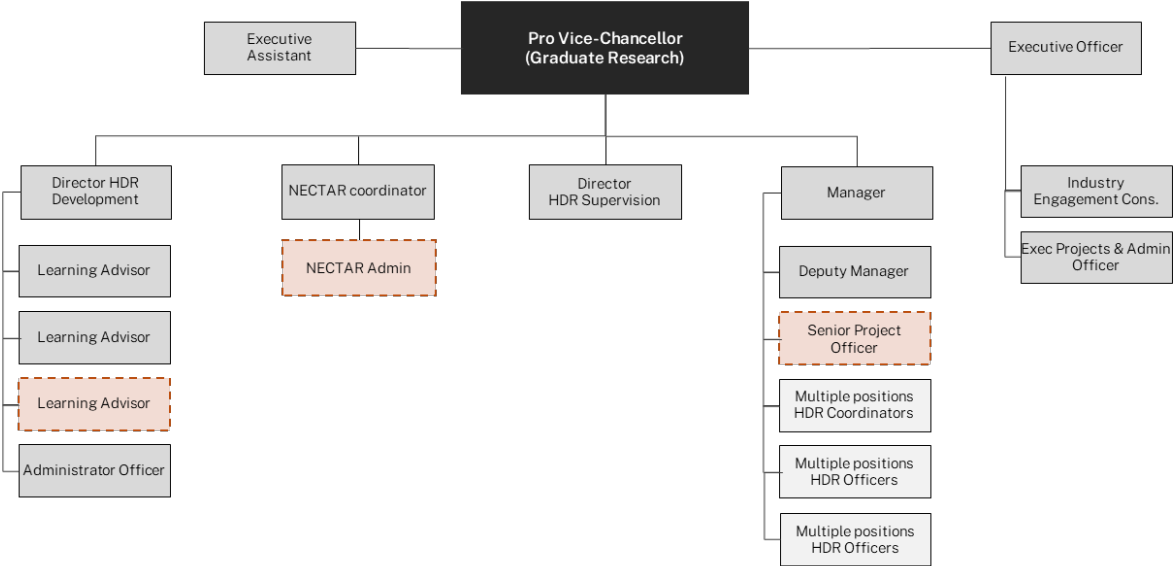 Executive
Assistant
Pro Vice-Chancellor
(Graduate Research)
Executive Officer
Director HDR
Development
NECTAR coordinator
Director
HDR Supervision
Manager
Industry
Engagement Cons.
Learning Advisor
NECTAR Admin
Deputy Manager
Exec Projects & Admin
Officer
Learning Advisor
Senior Project
Officer
Learning Advisor
Multiple positions
HDR Coordinators
Administrator Officer
Multiple positions
HDR Officers
Multiple positions
HDR Officers